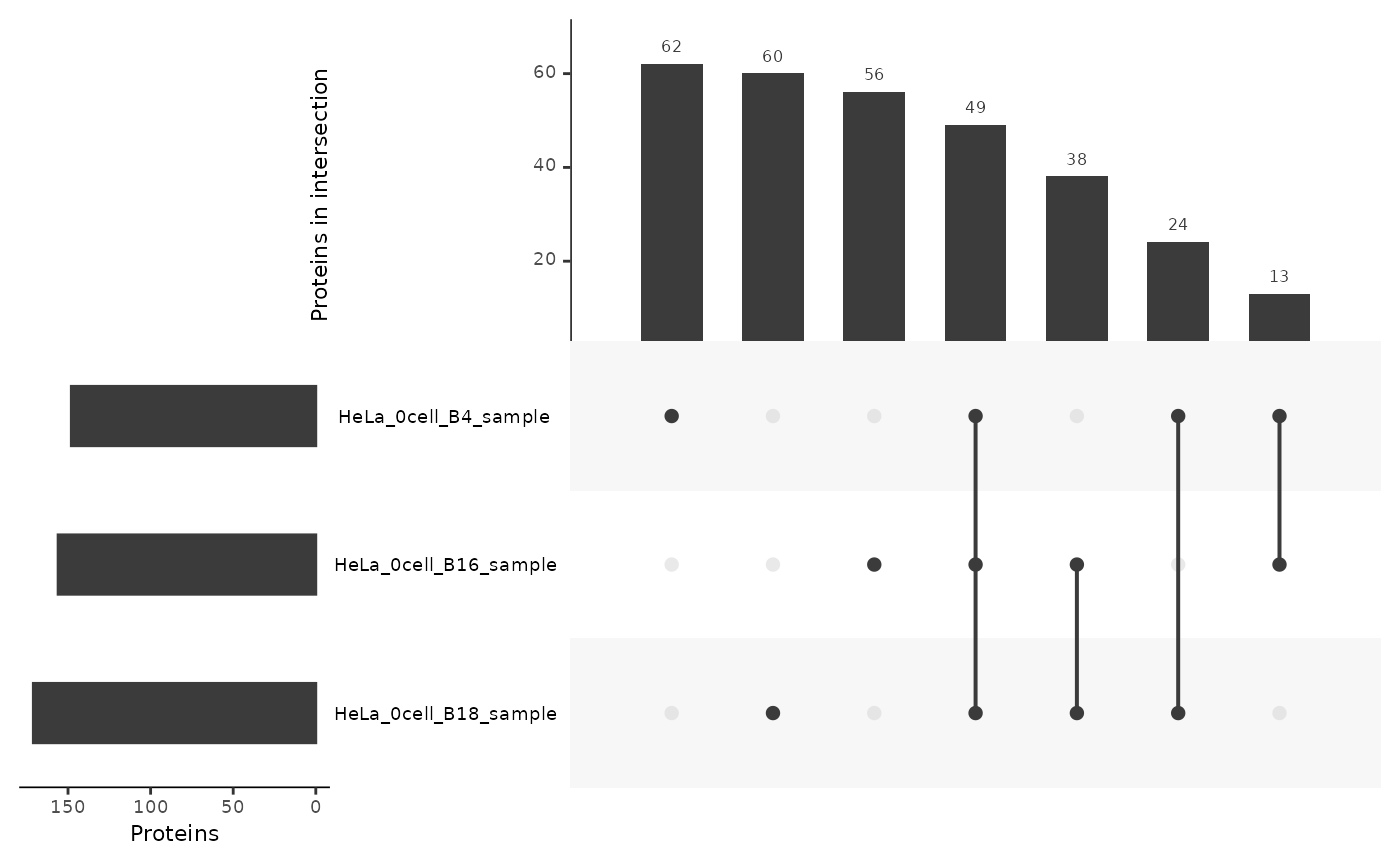 Proteins in intersection
60
40
20
62
60
56
49
38
24
13
HeLa_0cell_B4_sample
HeLa_0cell_B16_sample
HeLa_0cell_B18_sample
150 100 50 0
Proteins